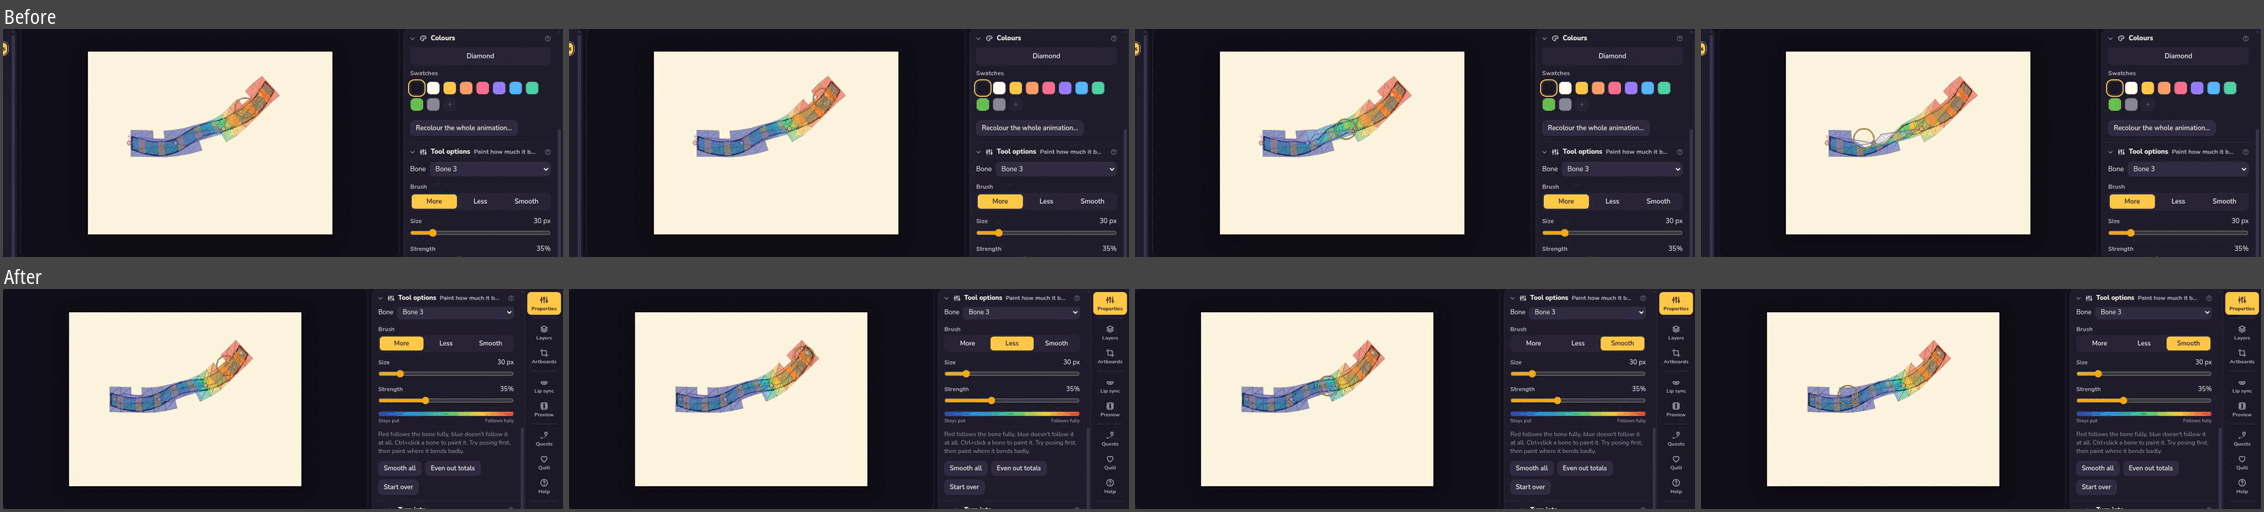 Before
Colours
Diamond
Swatches
+
Recolour the whole animation...
Tool options Paint how much it b...
Bone Bone 3
Brush
More Less Smooth
Size 30 px
Strength 35%
Colours
Diamond
Swatches
+
Recolour the whole animation...
Tool options Paint how much it b...
Bone Bone 3
Brush
More Less Smooth
Size 30 px
Strength 35%
Colours
Diamond
Swatches
+
Recolour the whole animation...
Tool options Paint how much it b...
Bone Bone 3
Brush
More Less Smooth
Size 30 px
Strength 35%
Colours
Diamond
Swatches
+
Recolour the whole animation...
Tool options Paint how much it b...
Bone Bone 3
Brush
More Less Smooth
Size 30 px
Strength 35%
After
Tool options Paint how much it b...
Bone Bone 3
Brush
More Less Smooth
Size 30 px
Strength 35%
Stays put Follows fully
Red follows the bone fully, blue doesn't follow it
at all. Ctrl+click a bone to paint it. Try posing first,
then paint where it bends badly.
Smooth all Even out totals
Start over
Properties
Layers
Artboards
Lip sync
Preview
Quests
Quill
Help
Tool options Paint how much it b...
Bone Bone 3
Brush
More Less Smooth
Size 30 px
Strength 35%
Stays put Follows fully
Red follows the bone fully, blue doesn't follow it
at all. Ctrl+click a bone to paint it. Try posing first,
then paint where it bends badly.
Smooth all Even out totals
Start over
Properties
Layers
Artboards
Lip sync
Preview
Quests
Quill
Help
Tool options Paint how much it b...
Bone Bone 3
Brush
More Less Smooth
Size 30 px
Strength 35%
Stays put Follows fully
Red follows the bone fully, blue doesn't follow it
at all. Ctrl+click a bone to paint it. Try posing first,
then paint where it bends badly.
Smooth all Even out totals
Start over
Properties
Layers
Artboards
Lip sync
Preview
Quests
Quill
Help
Tool options Paint how much it b...
Bone Bone 3
Brush
More Less Smooth
Size 30 px
Strength 35%
Stays put Follows fully
Red follows the bone fully, blue doesn't follow it
at all. Ctrl+click a bone to paint it. Try posing first,
then paint where it bends badly.
Smooth all Even out totals
Start over
Properties
Layers
Artboards
Lip sync
Preview
Quests
Quill
Help